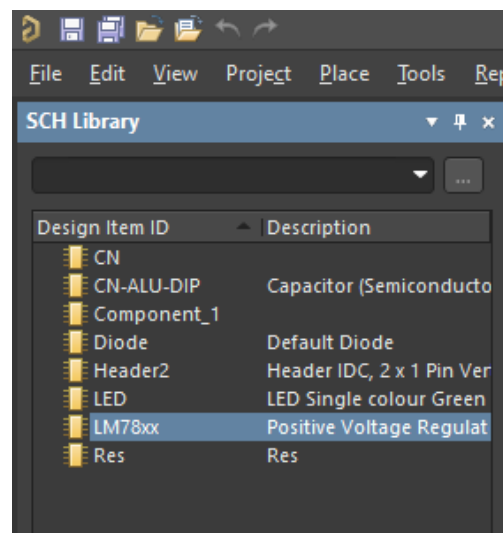 File Edit View Project Place Tools Rep
SCH Library
...
Design Item ID Description
CN
CN-ALU-DIP Capacitor (Semiconducto
Component_1
Diode Default Diode
Header2 Header IDC, 2 x 1 Pin Ver
LED LED Single colour Green
LM78xx Positive Voltage Regulat
Res Res